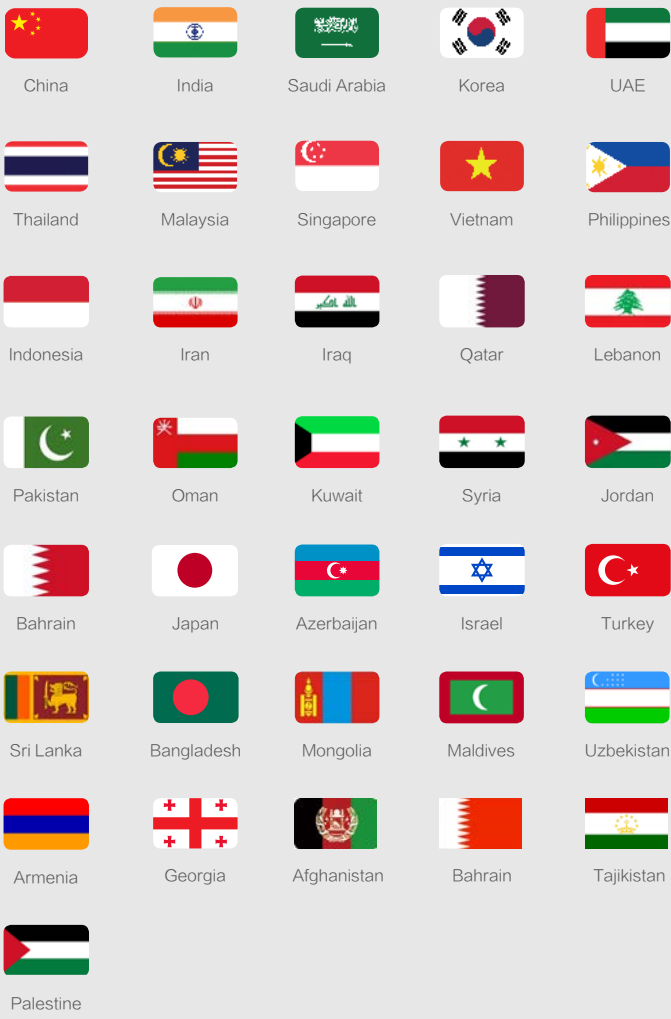 China India Saudi Arabia Korea UAE
Thailand Malaysia Singapore Vietnam Philippines
Indonesia Iran Iraq Qatar Lebanon
Pakistan Oman Kuwait Syria Jordan
Bahrain Japan Azerbaijan Israel Turkey
Sri Lanka Bangladesh Mongolia Maldives Uzbekistan
Armenia Georgia Afghanistan Bahrain Tajikistan
Palestine